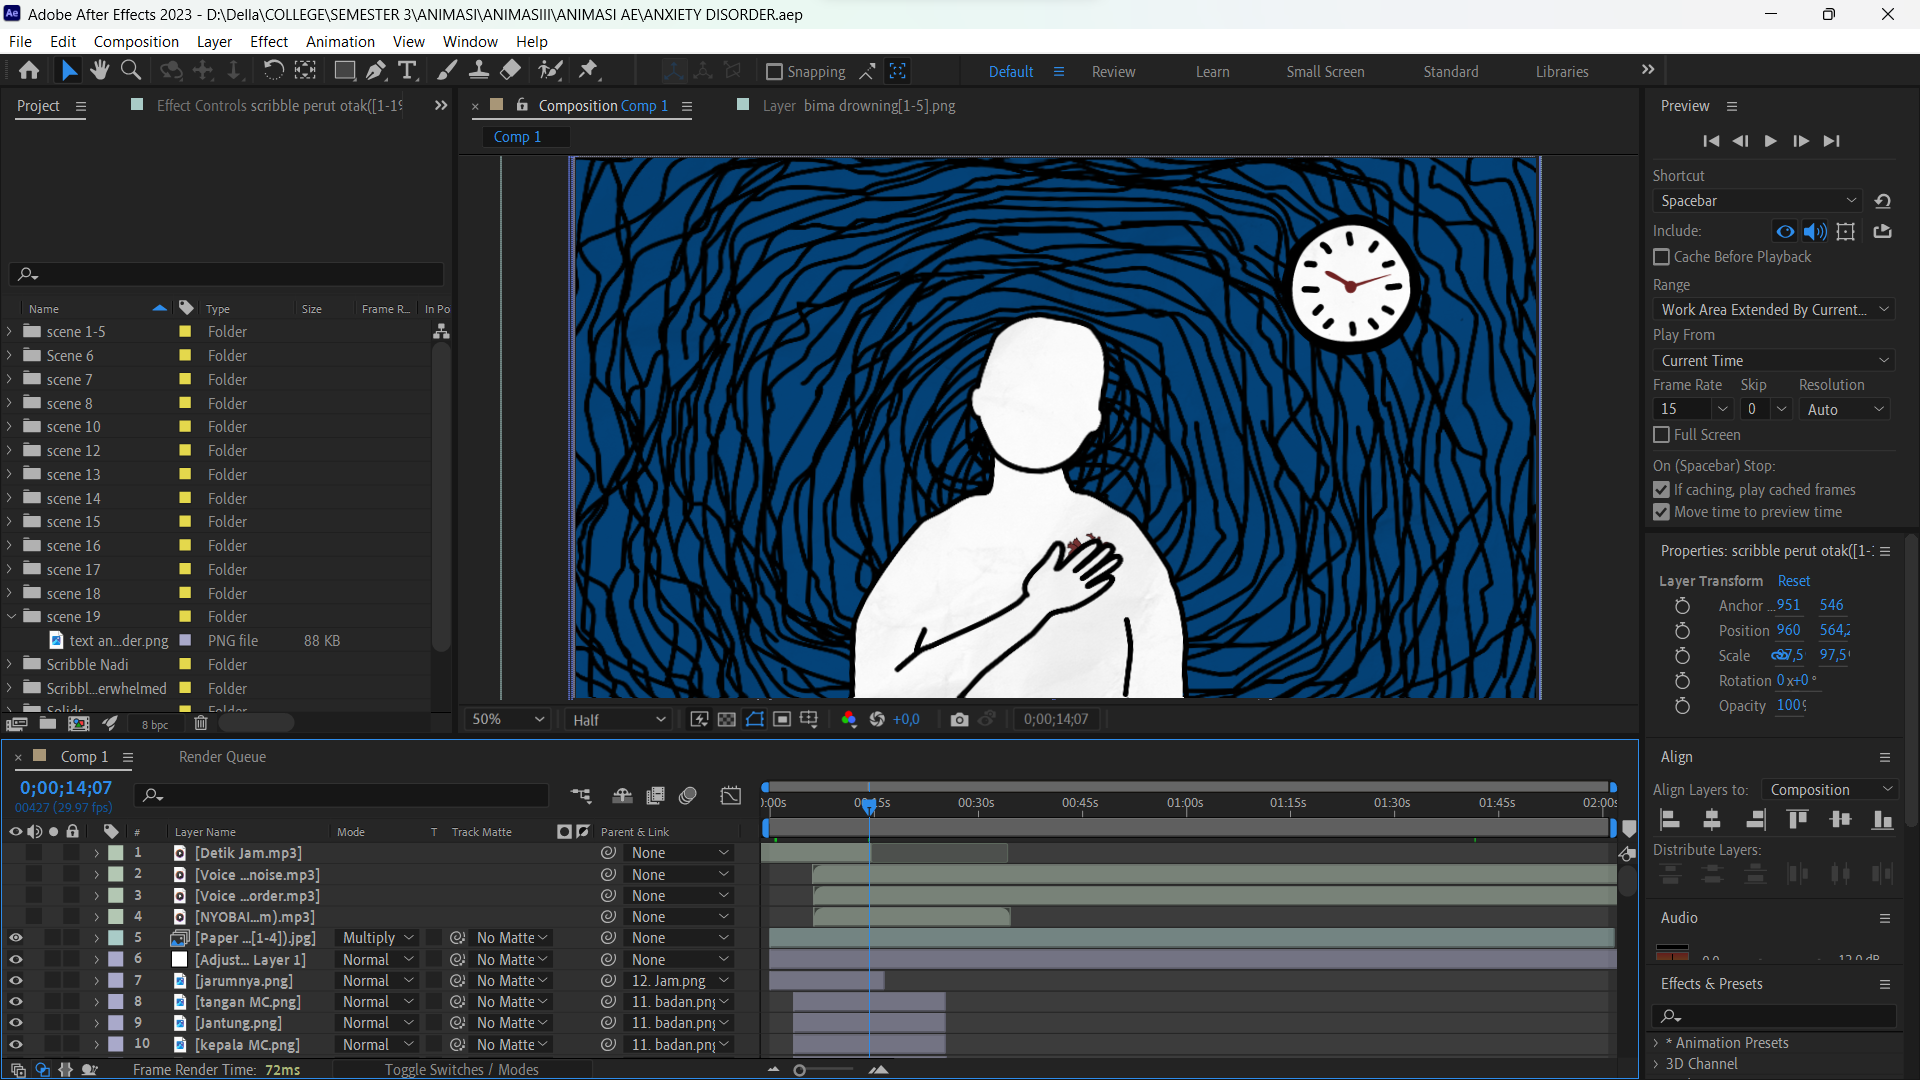 Adobe After Effects 2023 - D:\Della\COLLEGE\SEMESTER 3\ANIMASI\ANIMASIII\ANIMASI AE\ANXIETY DISORDER.aep
File Edit Composition Layer Effect Animation View Window Help
Snapping Default Review Learn Small Screen Standard Libraries
Project Effect Controls scribble perut otak([1-19
Composition Comp 1 Layer bima drowning[1-5].png
Comp 1
Name Type Size Frame R... In Po
scene 1-5 Folder
Scene 6 Folder
scene 7 Folder
scene 8 Folder
scene 10 Folder
scene 12 Folder
scene 13 Folder
scene 14 Folder
scene 15 Folder
scene 16 Folder
scene 17 Folder
scene 18 Folder
scene 19 Folder
text an...der.png PNG file 88 KB
Scribble Nadi Folder
Scribbl...erwhelmed Folder
Solids Folder
8 bpc
50% Half +0,0 0;00;14;07
Preview
Shortcut
Spacebar
Include:
Cache Before Playback
Range
Work Area Extended By Current...
Play From
Current Time
Frame Rate Skip Resolution
15 0 Auto
Full Screen
On (Spacebar) Stop:
If caching, play cached frames
Move time to preview time
Properties: scribble perut otak([1-
Layer Transform Reset
Anchor ... 951 546
Position 960 564,2
Scale 97,5 97,5
Rotation 0x+0°
Opacity 100
Align
Align Layers to: Composition
Distribute Layers:
Audio
0,0 12,0 dB
Effects & Presets
* Animation Presets
3D Channel
Comp 1 Render Queue
0;00;14;07
00427 (29.97 fps)
):00s 00:15s 00:30s 00:45s 01:00s 01:15s 01:30s 01:45s 02:00s
# Layer Name Mode T Track Matte Parent & Link
1 [Detik Jam.mp3] None
2 [Voice ...noise.mp3] None
3 [Voice ...order.mp3] None
4 [NYOBAI...m).mp3] None
5 [Paper ...[1-4]).jpg] Multiply No Matte None
6 [Adjust... Layer 1] Normal No Matte None
7 [jarumnya.png] Normal No Matte 12. Jam.png
8 [tangan MC.png] Normal No Matte 11. badan.png
9 [Jantung.png] Normal No Matte 11. badan.png
10 [kepala MC.png] Normal No Matte 11. badan.png
Frame Render Time: 72ms Toggle Switches / Modes